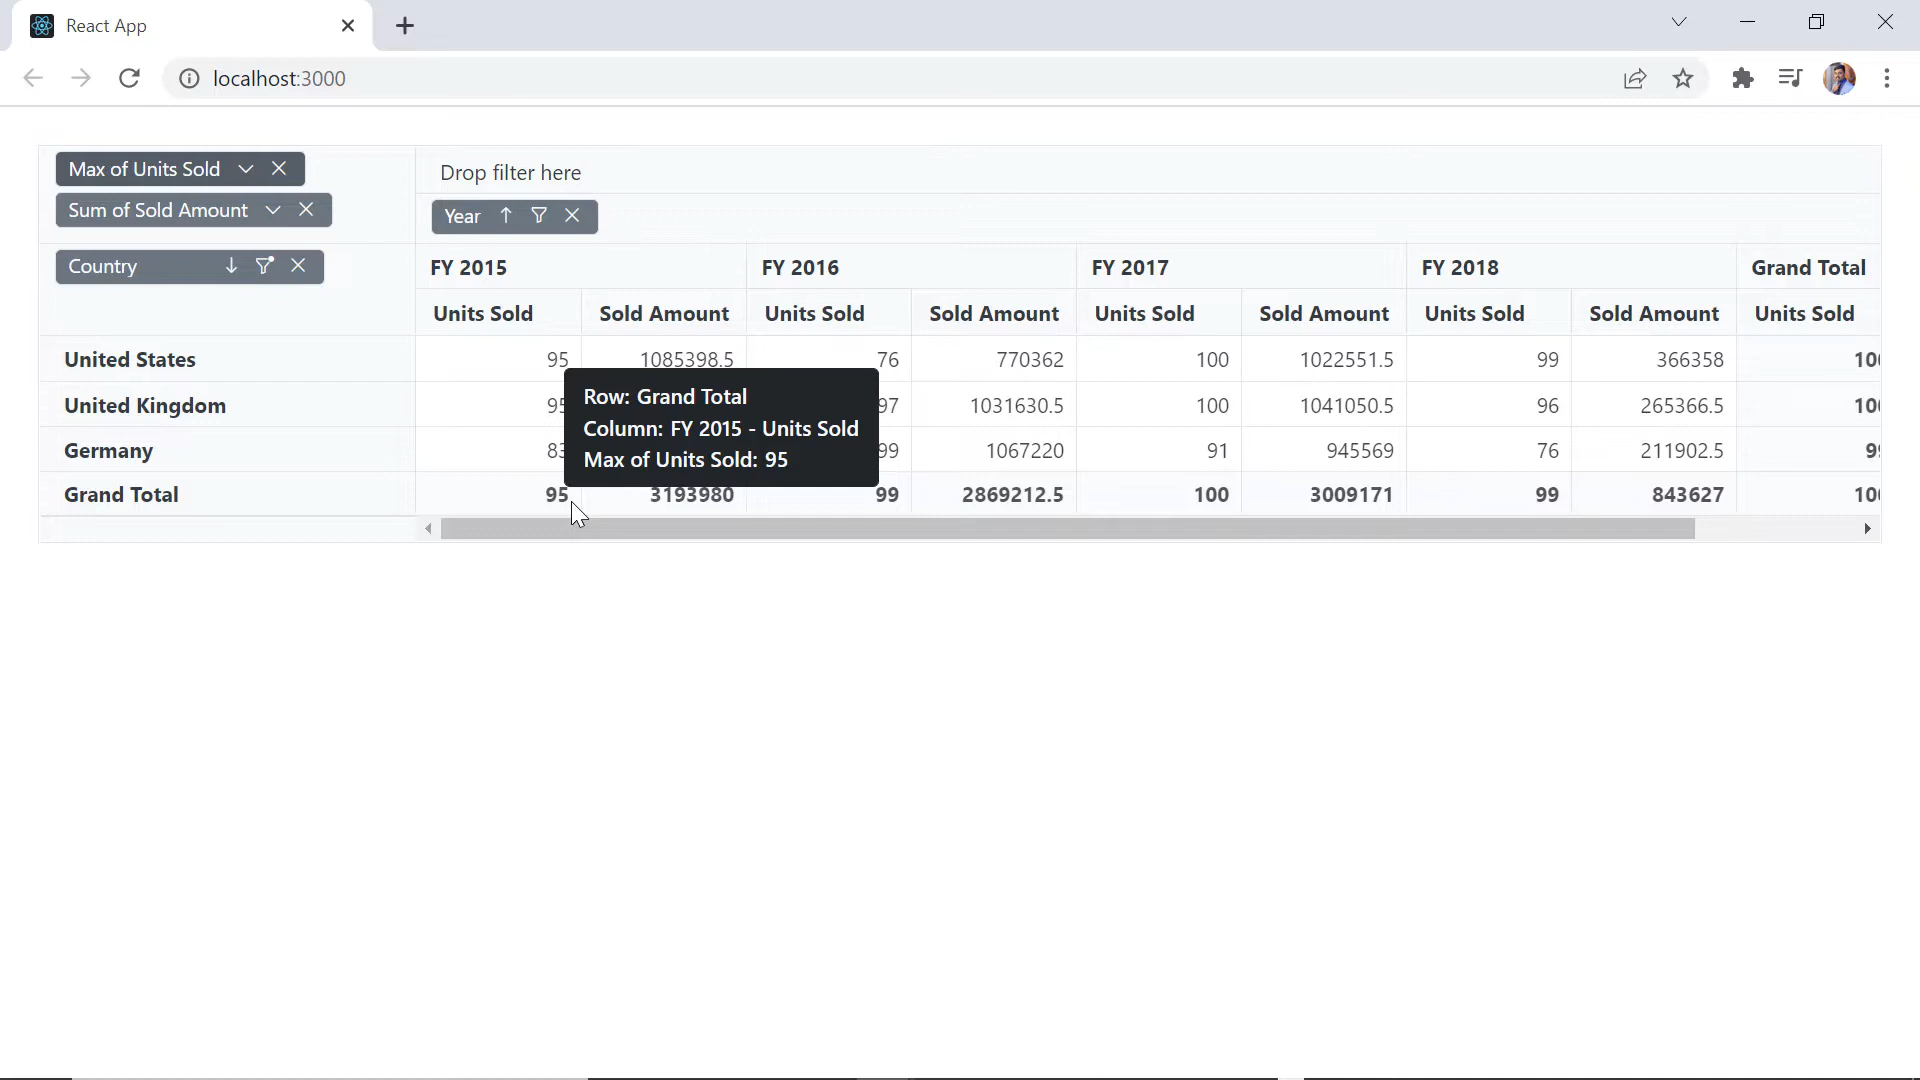 React App
localhost:3000
Max of Units Sold
Drop filter here
Sum of Sold Amount
Year
Country
FY 2015 FY 2016 FY 2017 FY 2018 Grand Total
Units Sold Sold Amount Units Sold Sold Amount Units Sold Sold Amount Units Sold Sold Amount Units Sold
United States 95 1085398.5 76 770362 100 1022551.5 99 366358
United Kingdom 1031630.5 100 1041050.5 96 265366.5
Germany 1067220 91 945569 76 211902.5
Row: Grand Total
Column: FY 2015 - Units Sold
Max of Units Sold: 95
Grand Total 95 3193980 99 2869212.5 100 3009171 99 843627